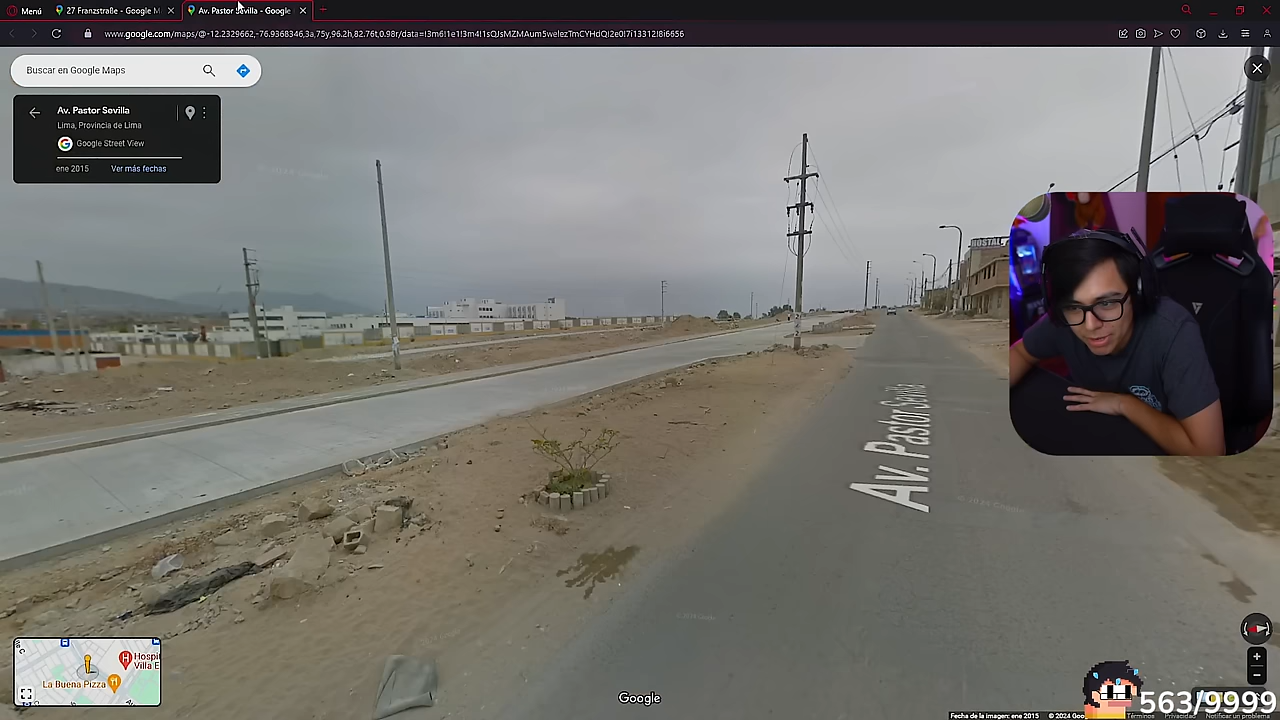 Menú
27 Franzstraße - Google M
Av. Pastor Sevilla - Google
www.google.com/maps/@-12.2329662,-76.9368346,3a,75y,96.2h,82.76t,0.98r/data=!3m6!1e1!3m4!1sQJsMZMAum5welezTmCYHdQ!2e0!7i13312!8i6656
Buscar en Google Maps
Av. Pastor Sevilla
Lima, Provincia de Lima
Google Street View
ene 2015 Ver más fechas
HOSTAL
Av. Pastor Sevilla
Hospi
Villa E
La Buena Pizza
Google
563/9999
Fecha de la imagen: ene 2015 © 2024 Goo
Términos Privacidad Notificar un problema